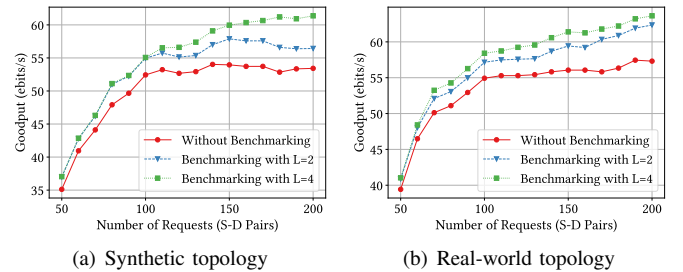 60
55
50
45
40
35
Goodput (ebits/s)
Without Benchmarking
Benchmarking with L=2
Benchmarking with L=4
50
100
150
200
Number of Requests (S-D Pairs)
(a) Synthetic topology
60
55
50
45
40
Goodput (ebits/s)
Without Benchmarking
Benchmarking with L=2
Benchmarking with L=4
50
100
150
200
Number of Requests (S-D Pairs)
(b) Real-world topology